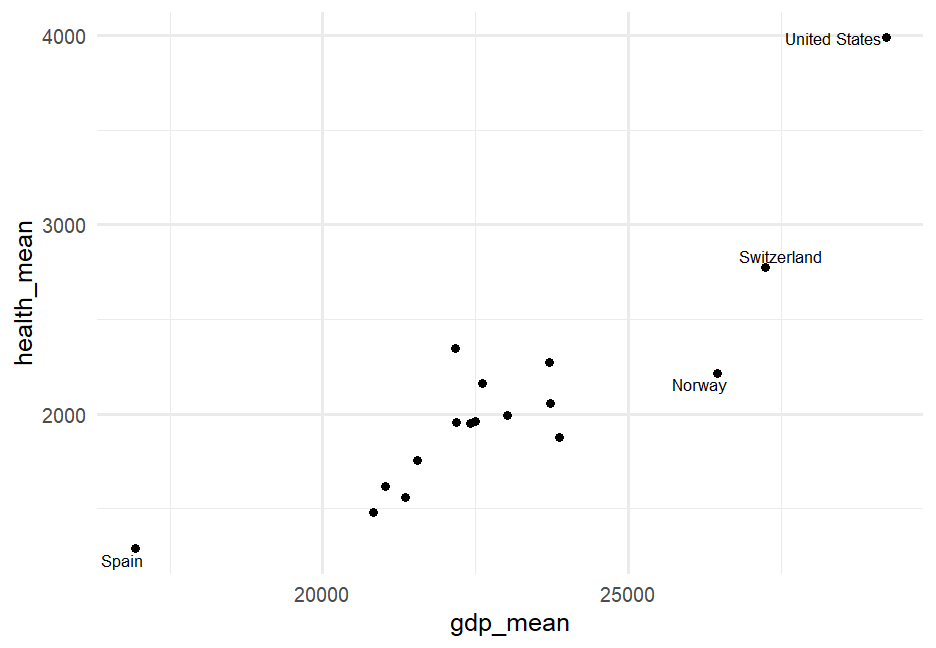 4000
United States
3000
Switzerland
Norway
2000
Spain
20000
25000
gdp_mean
health_mean